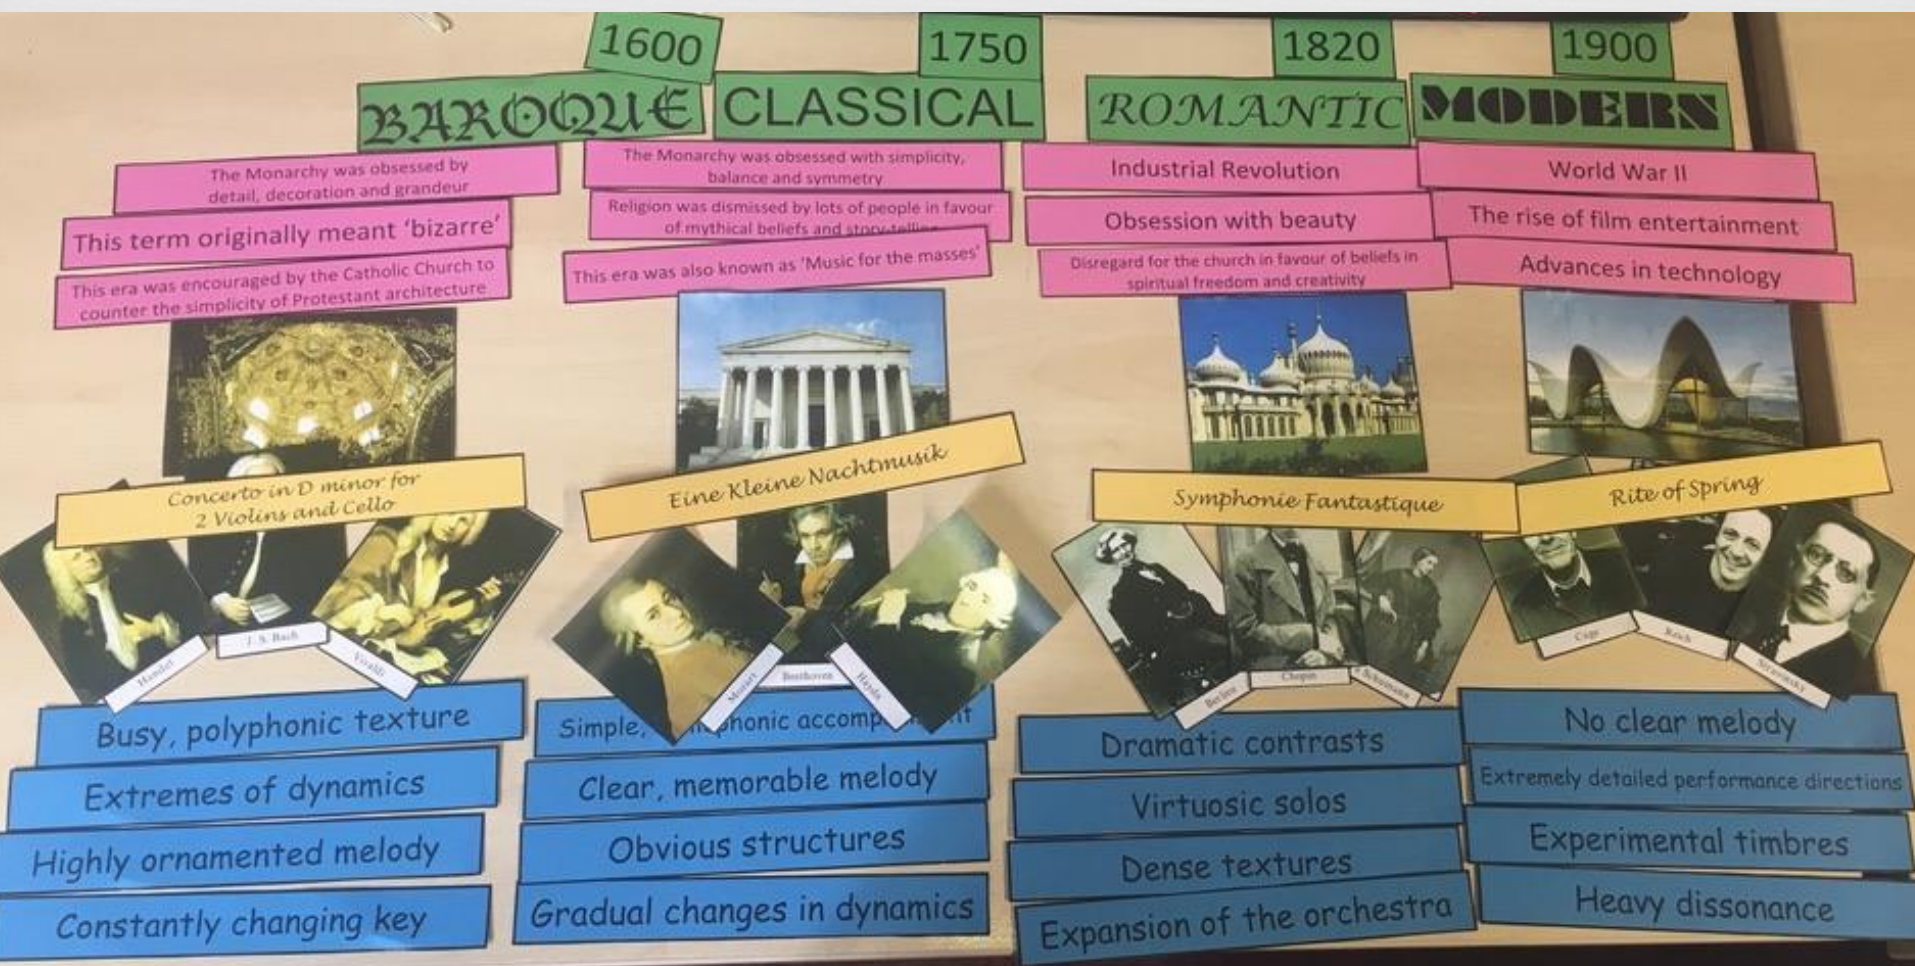 1600
BAROQUE
The Monarchy was obsessed by
detail, decoration and grandeur
This term originally meant 'bizarre'
This era was encouraged by the Catholic Church to
counter the simplicity of Protestant architecture
Concerto in D minor for
2 Violins and Cello
Handel
J. S. Bach
Vivaldi
Busy, polyphonic texture
Extremes of dynamics
Highly ornamented melody
Constantly changing key
1750
CLASSICAL
The Monarchy was obsessed with simplicity,
balance and symmetry
Religion was dismissed by lots of people in favour
of mythical beliefs and story-telling
This era was also known as 'Music for the masses'
Eine Kleine Nachtmusik
Mozart
Beethoven
Haydn
Simple,
Clear, memorable melody
Obvious structures
Gradual changes in dynamics
1820
ROMANTIC
Industrial Revolution
Obsession with beauty
Disregard for the church in favour of beliefs in
spiritual freedom and creativity
Symphonie Fantastique
Berlioz
Chopin
Schumann
Dramatic contrasts
Virtuosic solos
Dense textures
Expansion of the orchestra
1900
MODERN
World War II
The rise of film entertainment
Advances in technology
Rite of Spring
Cage
Reich
Stravinsky
No clear melody
Extremely detailed performance directions
Experimental timbres
Heavy dissonance